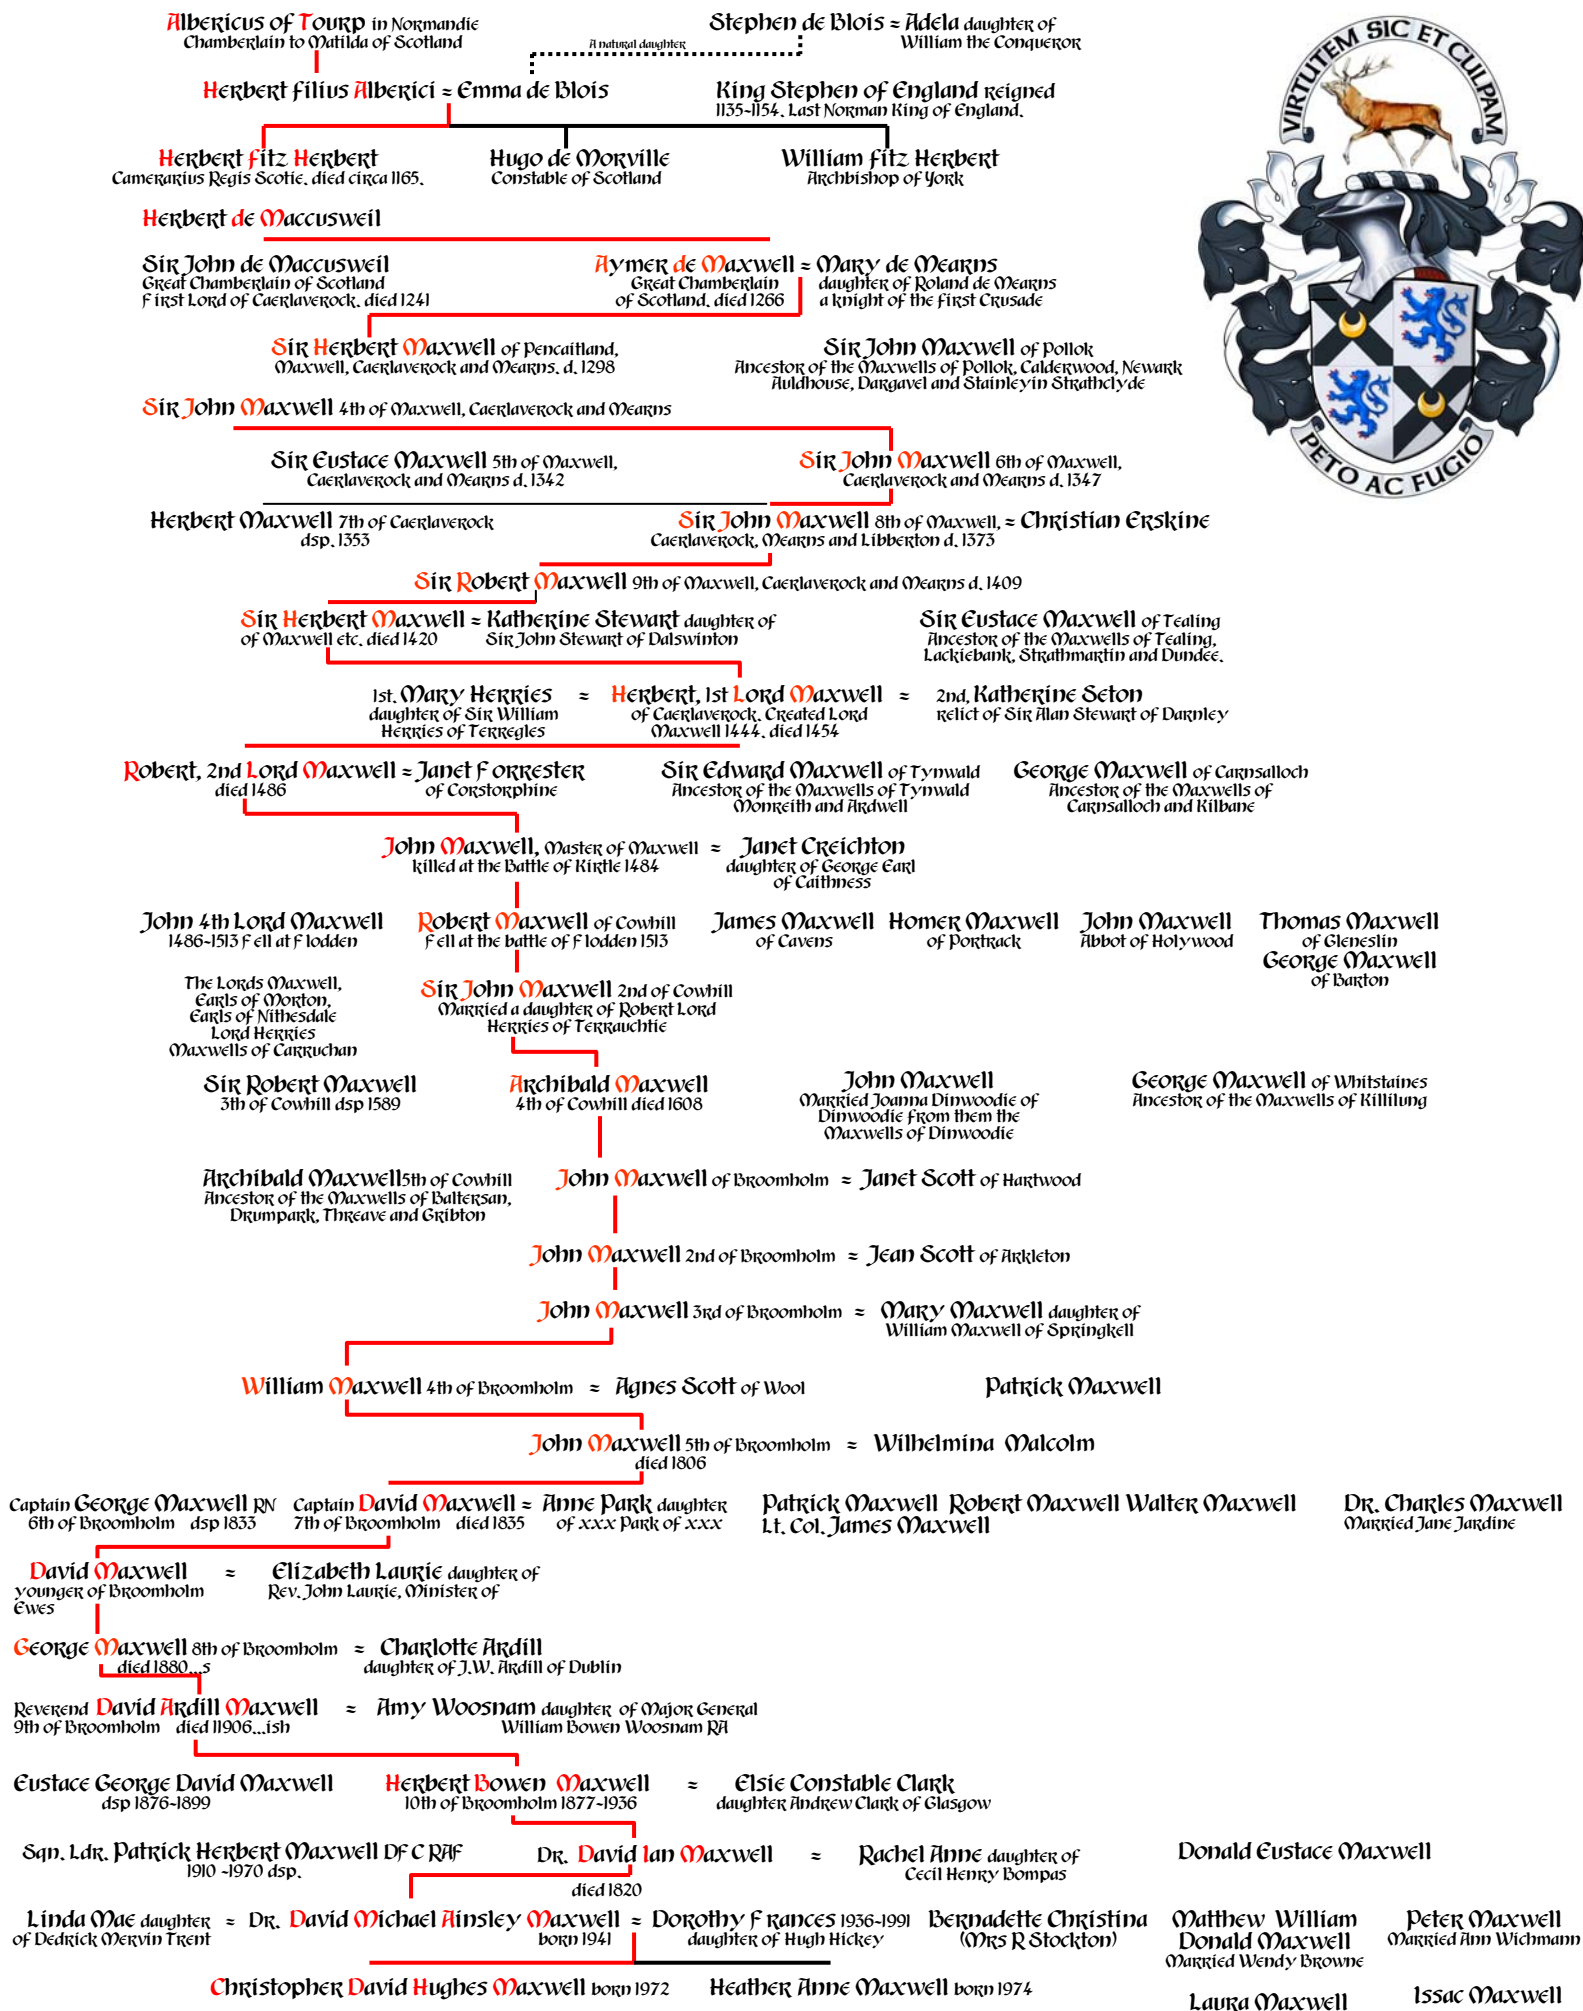 Albericus of Tourp in Normandie
Chamberlain to Matilda of Scotland
Stephen de Blois = Adela daughter of
William the Conqueror
A natural daughter
VIRTUTEM SIC ET CULPAM
Herbert filius Alberici = Emma de Blois
King Stephen of England reigned
1135-1154. Last Norman King of England.
Herbert fitz Herbert
Camerarius Regis Scotie. died circa 1165.
Hugo de Morville
Constable of Scotland
William fitz Herbert
Archbishop of York
Herbert de Maccusweil
Sir John de Maccusweil
Great Chamberlain of Scotland
First Lord of Caerlaverock. died 1241
Aymer de Maxwell = Mary de Mearns
Great Chamberlain
of Scotland. died 1266
daughter of Roland de Mearns
a knight of the first Crusade
Sir Herbert Maxwell of Pencaitland,
Maxwell, Caerlaverock and Mearns. d. 1298
Sir John Maxwell of Pollok
Ancestor of the Maxwells of Pollok, Calderwood, Newark
Auldhouse, Dargavel and Stainleyin Strathclyde
Sir John Maxwell 4th of Maxwell, Caerlaverock and Mearns
PETO AC FUGIO
Sir Eustace Maxwell 5th of Maxwell,
Caerlaverock and Mearns d. 1342
Sir John Maxwell 6th of Maxwell,
Caerlaverock and Mearns d. 1347
Herbert Maxwell 7th of Caerlaverock
dsp. 1353
Sir John Maxwell 8th of Maxwell, = Christian Erskine
Caerlaverock, Mearns and Libberton d. 1373
Sir Robert Maxwell 9th of Maxwell, Caerlaverock and Mearns d. 1409
Sir Herbert Maxwell = Katherine Stewart daughter of
of Maxwell etc. died 1420
Sir John Stewart of Dalswinton
Sir Eustace Maxwell of Tealing
Ancestor of the Maxwells of Tealing,
Lackiebank, Strathmartin and Dundee.
1st. Mary Herries = Herbert, 1st Lord Maxwell = 2nd, Katherine Seton
daughter of Sir William
Herries of Terregles
of Caerlaverock. Created Lord
Maxwell 1444. died 1454
relict of Sir Alan Stewart of Darnley
Robert, 2nd Lord Maxwell = Janet Forrester
died 1486
of Corstorphine
Sir Edward Maxwell of Tynwald
Ancestor of the Maxwells of Tynwald
Monreith and Ardwell
George Maxwell of Carnsalloch
Ancestor of the Maxwells of
Carnsalloch and Kilbane
John Maxwell, Master of Maxwell = Janet Creichton
killed at the Battle of Kirtle 1484
daughter of George Earl
of Caithness
John 4th Lord Maxwell
1486-1513 Fell at Flodden
Robert Maxwell of Cowhill
Fell at the battle of Flodden 1513
James Maxwell
of Cavens
Homer Maxwell
of Portrack
John Maxwell
Abbot of Holywood
Thomas Maxwell
of Gleneslin
George Maxwell
of Barton
The Lords Maxwell,
Earls of Morton,
Earls of Nithesdale
Lord Herries
Maxwells of Carruchan
Sir John Maxwell 2nd of Cowhill
Married a daughter of Robert Lord
Herries of Terrauchtie
Sir Robert Maxwell
3th of Cowhill dsp 1589
Archibald Maxwell
4th of Cowhill died 1608
John Maxwell
Married Joanna Dinwoodie of
Dinwoodie from them the
Maxwells of Dinwoodie
George Maxwell of Whitstaines
Ancestor of the Maxwells of Killilung
Archibald Maxwell5th of Cowhill
Ancestor of the Maxwells of Baltersan,
Drumpark, Threave and Gribton
John Maxwell of Broomholm = Janet Scott of Hartwood
John Maxwell 2nd of Broomholm = Jean Scott of Arkleton
John Maxwell 3rd of Broomholm = Mary Maxwell daughter of
William Maxwell of Springkell
William Maxwell 4th of Broomholm = Agnes Scott of Wool
Patrick Maxwell
John Maxwell 5th of Broomholm = Wilhelmina Malcolm
died 1806
Captain George Maxwell RN
6th of Broomholm dsp 1833
Captain David Maxwell = Anne Park daughter
7th of Broomholm died 1835
of xxx Park of xxx
Patrick Maxwell Robert Maxwell Walter Maxwell
Lt. Col. James Maxwell
Dr. Charles Maxwell
Married Jane Jardine
David Maxwell = Elizabeth Laurie daughter of
younger of Broomholm
Ewes
Rev. John Laurie, Minister of
George Maxwell 8th of Broomholm = Charlotte Ardill
died 1880...s
daughter of J.W. Ardill of Dublin
Reverend David Ardill Maxwell = Amy Woosnam daughter of Major General
9th of Broomholm died 11906...ish
William Bowen Woosnam RA
Eustace George David Maxwell
dsp 1876-1899
Herbert Bowen Maxwell = Elsie Constable Clark
10th of Broomholm 1877-1936
daughter Andrew Clark of Glasgow
Sqn. Ldr. Patrick Herbert Maxwell DFC RAF
1910 -1970 dsp.
Dr. David Ian Maxwell = Rachel Anne daughter of
died 1820
Cecil Henry Bompas
Donald Eustace Maxwell
Linda Mae daughter = Dr. David Michael Ainsley Maxwell = Dorothy Frances 1936-1991
of Dedrick Mervin Trent
born 1941
daughter of Hugh Hickey
Bernadette Christina
(Mrs R Stockton)
Matthew William
Donald Maxwell
Married Wendy Browne
Peter Maxwell
Married Ann Wichmann
Christopher David Hughes Maxwell born 1972
Heather Anne Maxwell born 1974
Laura Maxwell
Issac Maxwell